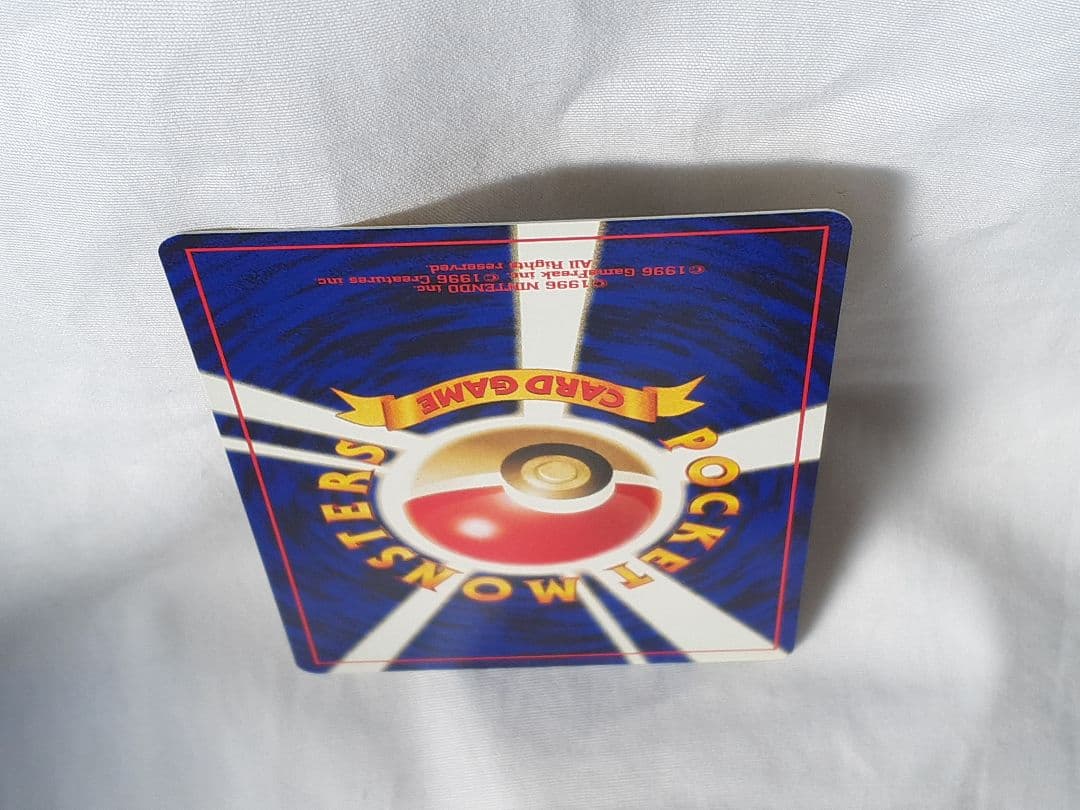 POCKET MONSTERS
CARD GAME
©1996 NINTENDO inc.
©1996 GameFreak inc. ©1996 Creatures inc.
All Rights reserved.